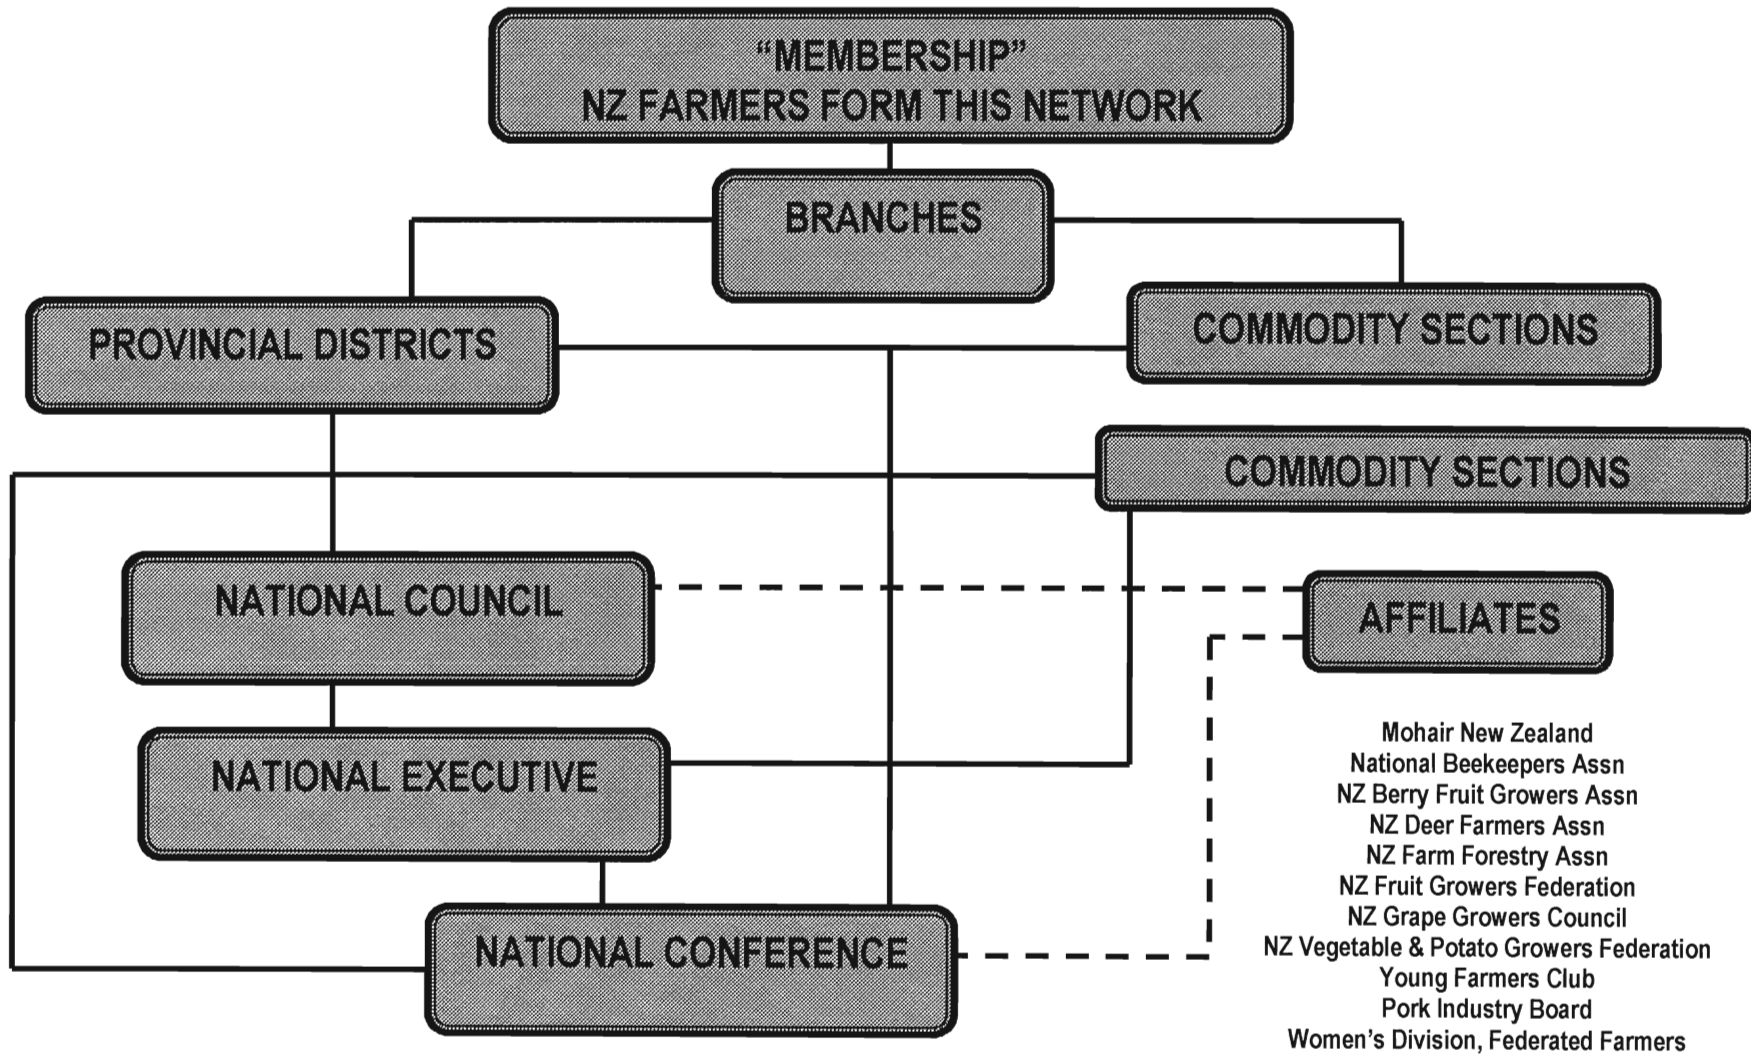 “MEMBERSHIP”
NZ FARMERS FORM THIS NETWORK
BRANCHES
PROVINCIAL DISTRICTS
COMMODITY SECTIONS
COMMODITY SECTIONS
NATIONAL COUNCIL
AFFILIATES
NATIONAL EXECUTIVE
NATIONAL CONFERENCE
Mohair New Zealand
National Beekeepers Assn
NZ Berry Fruit Growers Assn
NZ Deer Farmers Assn
NZ Farm Forestry Assn
NZ Fruit Growers Federation
NZ Grape Growers Council
NZ Vegetable & Potato Growers Federation
Young Farmers Club
Pork Industry Board
Women’s Division, Federated Farmers